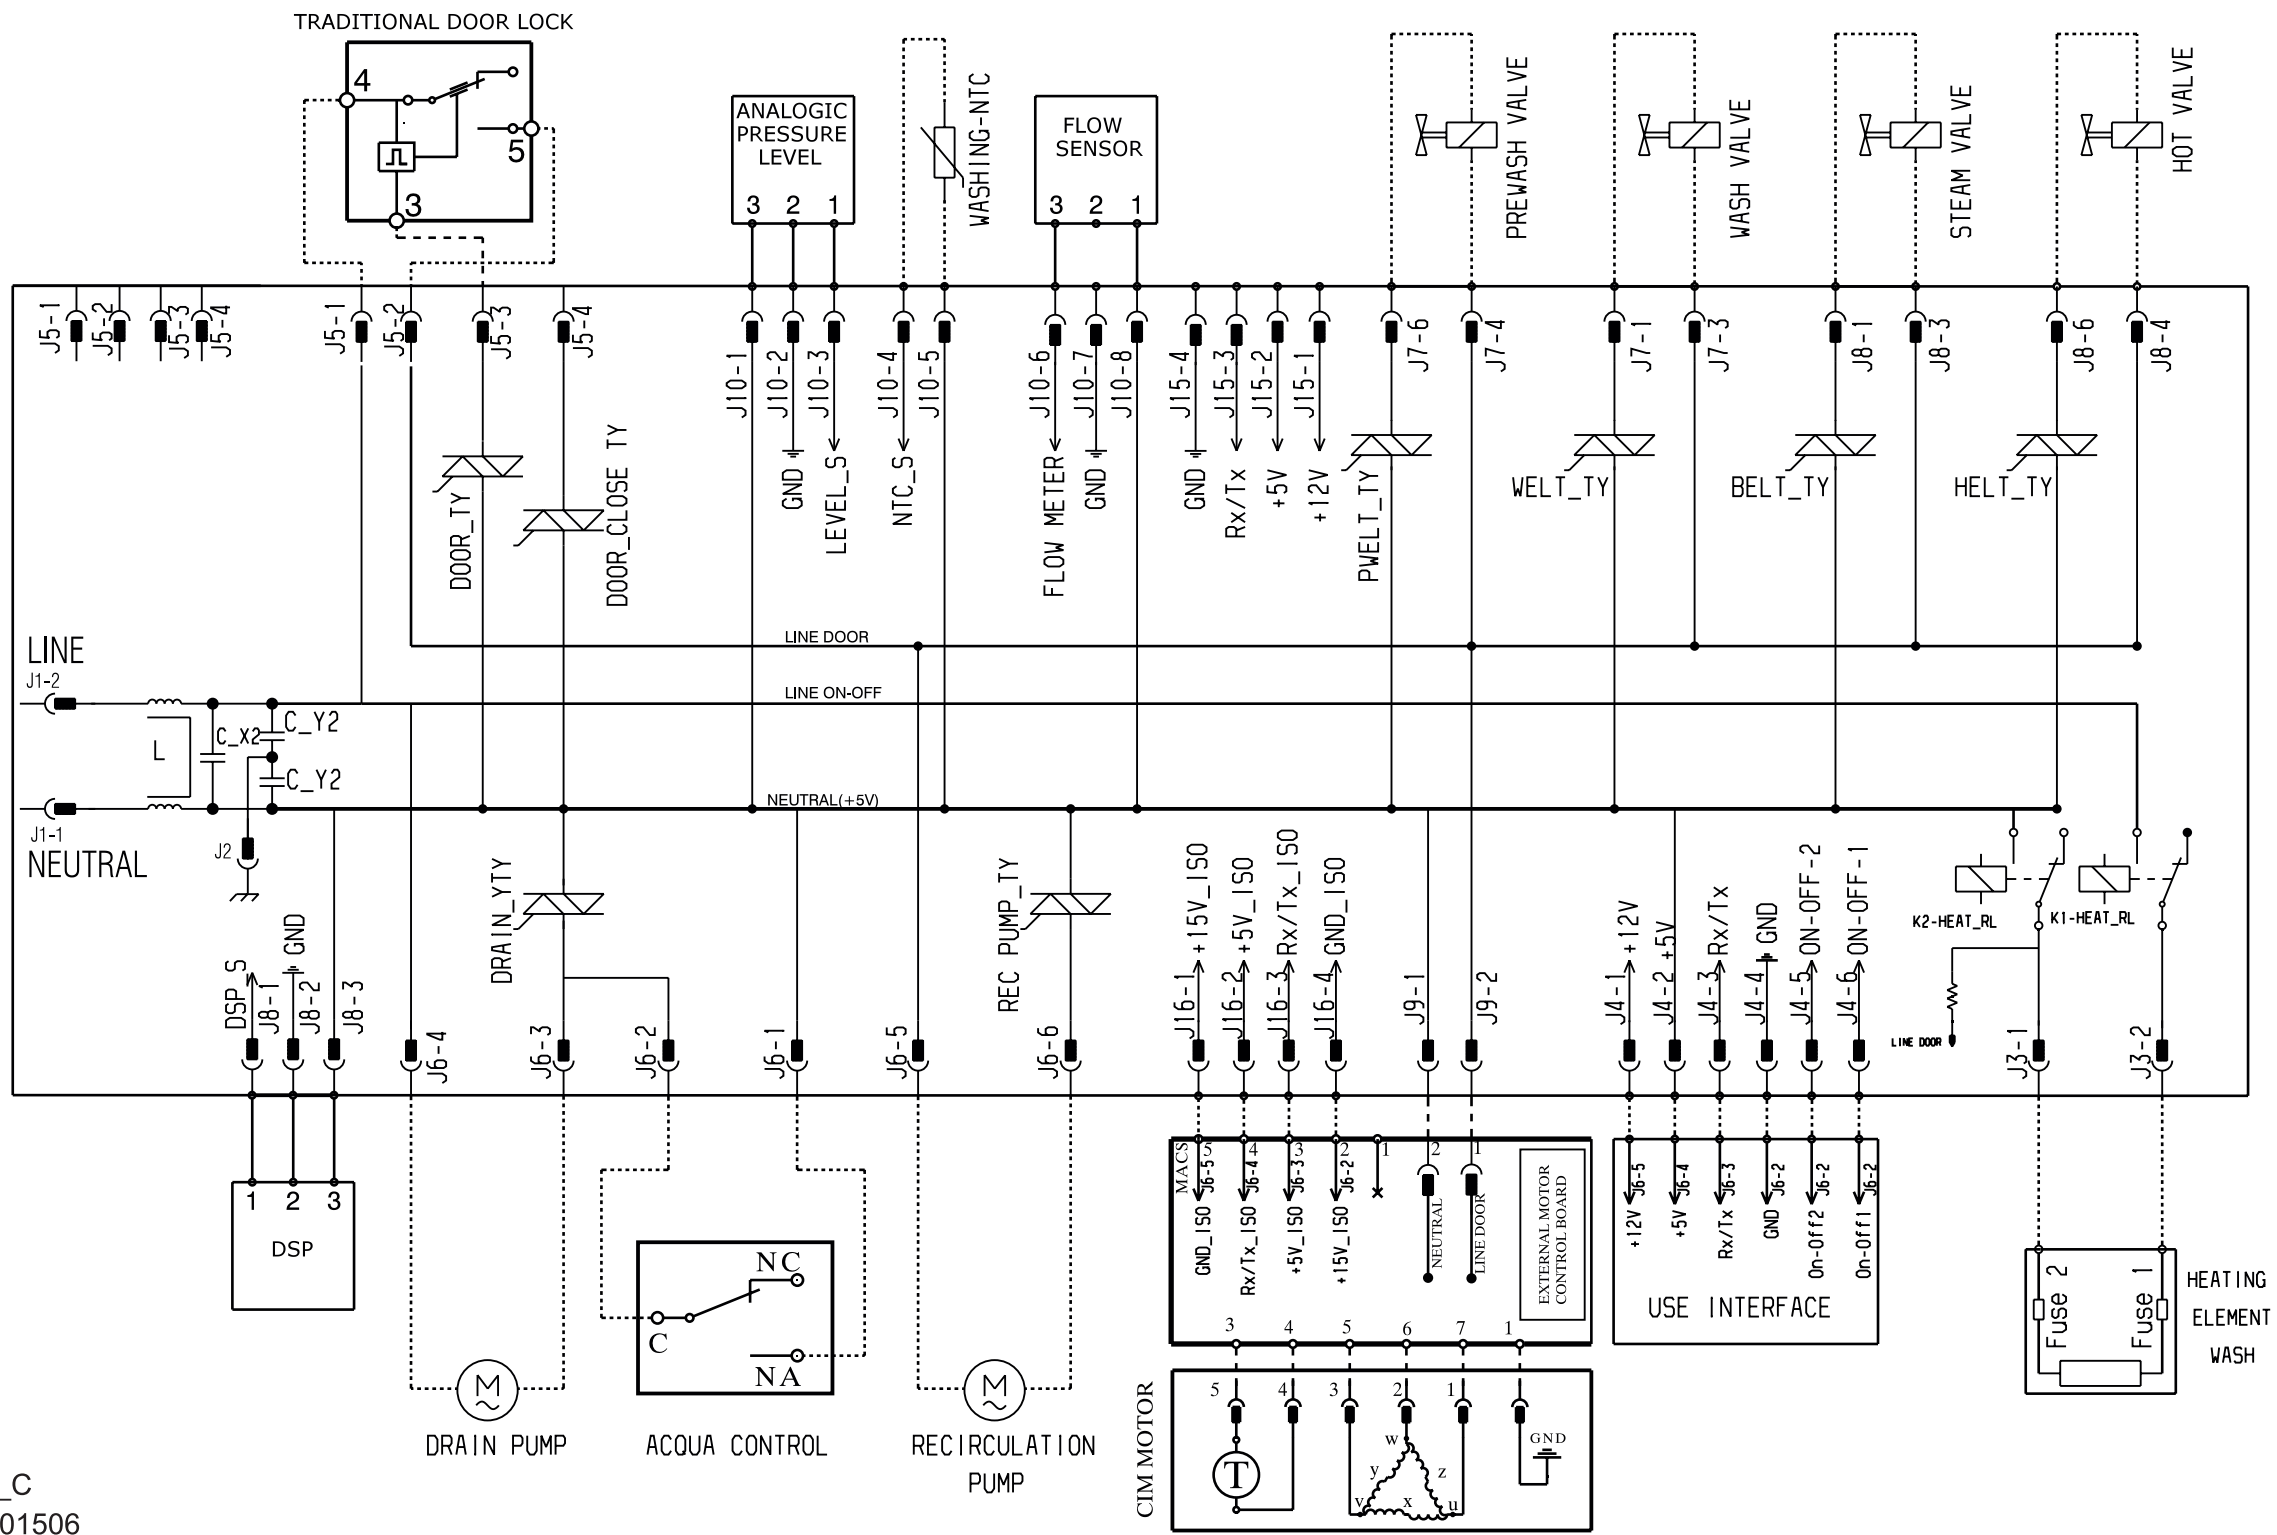 TRADITIONAL DOOR LOCK
4
5
3
ANALOGIC
PRESSURE
LEVEL
3 2 1
WASHING-NTC
FLOW
SENSOR
3 2 1
PREWASH VALVE
WASH VALVE
STEAM VALVE
HOT VALVE
J5-1
J5-2
J5-3
J5-4
J5-1
J5-2
J5-3
J5-4
J10-1
J10-2
J10-3
J10-4
J10-5
J10-6
J10-7
J10-8
J15-4
J15-3
J15-2
J15-1
J7-6
J7-4
J7-1
J7-3
J8-1
J8-3
J8-6
J8-4
DOOR_TY
DOOR_CLOSE TY
GND
LEVEL_S
NTC_S
FLOW METER
GND
GND
Rx/Tx
+5V
+12V
PWELT_TY
WELT_TY
BELT_TY
HELT_TY
LINE DOOR
LINE
J1-2
LINE ON-OFF
L
C_X2
C_Y2
C_Y2
NEUTRAL(+5V)
J1-1
NEUTRAL
J2
DRAIN_YTY
REC PUMP_TY
+15V_ISO
+5V_ISO
Rx/Tx_ISO
GND_ISO
+12V
+5V
Rx/Tx
GND
ON-OFF-2
ON-OFF-1
K2-HEAT_RL
K1-HEAT_RL
DSP_S
GND
J8-1
J8-2
J8-3
J6-4
J6-3
J6-2
J6-1
J6-5
J6-6
J16-1
J16-2
J16-3
J16-4
J9-1
J9-2
J4-1
J4-2
J4-3
J4-4
J4-5
J4-6
LINE DOOR
J3-1
J3-2
1 2 3
DSP
MACS
5 4 3 2 1 2 1
J6-5
J6-4
J6-3
J6-2
GND_ISO
Rx/Tx_ISO
+5V_ISO
+15V_ISO
NEUTRAL
LINE DOOR
EXTERNAL MOTOR
CONTROL BOARD
J6-5
J6-4
J6-3
J6-2
J6-2
J6-2
+12V
+5V
Rx/Tx
GND
On-Off2
On-Off1
USE INTERFACE
NC
C
NA
3 4 5 6 7 1
Fuse 2
Fuse 1
HEATING
ELEMENT
WASH
M
DRAIN PUMP
ACQUA CONTROL
M
RECIRCULATION
PUMP
CIM MOTOR
5 4 3 2 1
T
w
y
z
v
x
u
GND
_C
01506